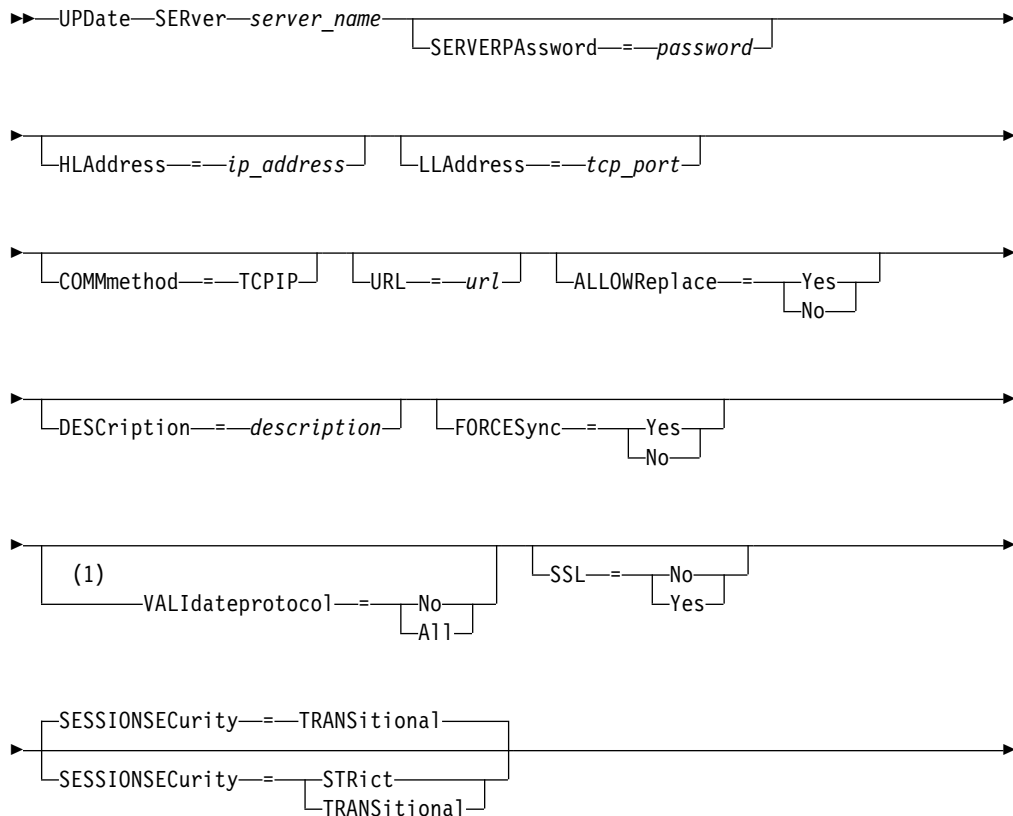 UPDate SERver server_name
SERVERPAssword = password
HLAddress = ip_address LLAddress = tcp_port
COMMmethod = TCPIP URL = url ALLOWReplace = Yes
No
DESCription = description FORCESync = Yes
No
(1)
VALIdateprotocol = No
All
SSL = No
Yes
SESSIONSECurity = TRANSitional
SESSIONSECurity = STRict
TRANSitional